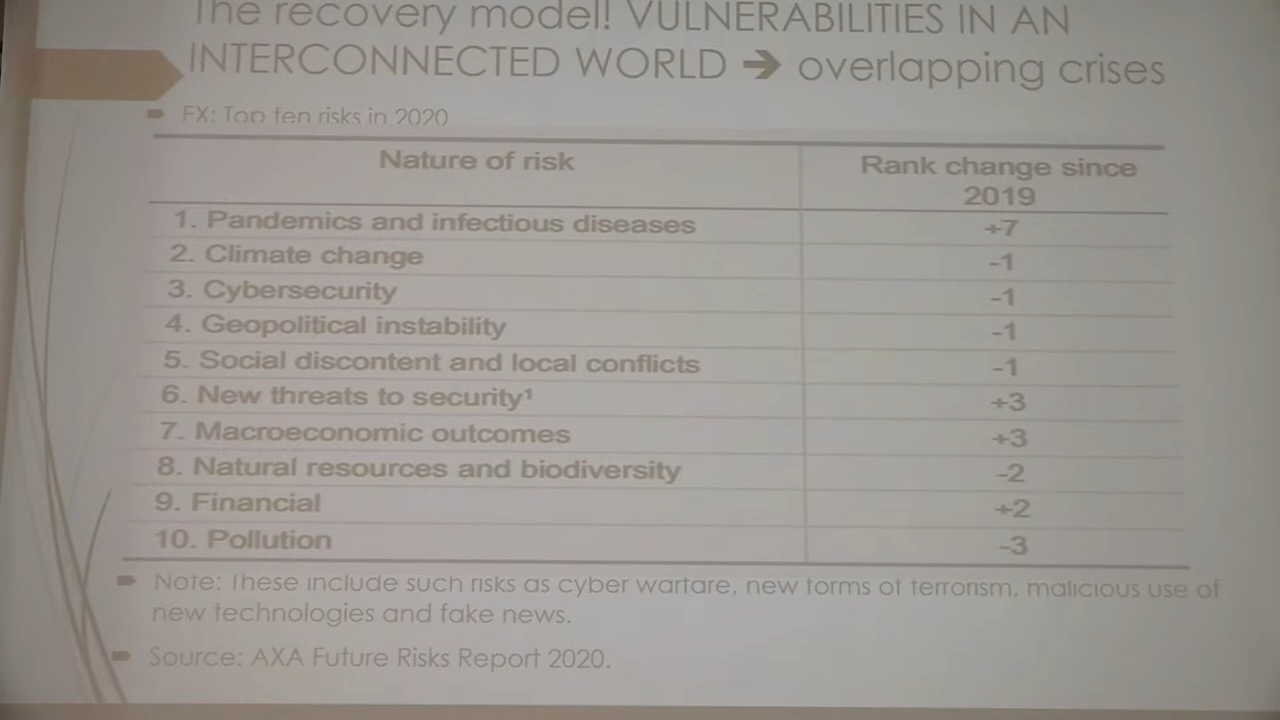 The recovery model! VULNERABILITIES IN AN
INTERCONNECTED WORLD ➔ overlapping crises
FX: Top ten risks in 2020
Nature of risk
Rank change since
2019
1. Pandemics and infectious diseases +7
2. Climate change -1
3. Cybersecurity -1
4. Geopolitical instability -1
5. Social discontent and local conflicts -1
6. New threats to security¹ +3
7. Macroeconomic outcomes +3
8. Natural resources and biodiversity -2
9. Financial +2
10. Pollution -3
Note: These include such risks as cyber warfare, new forms of terrorism, malicious use of
new technologies and fake news.
Source: AXA Future Risks Report 2020.